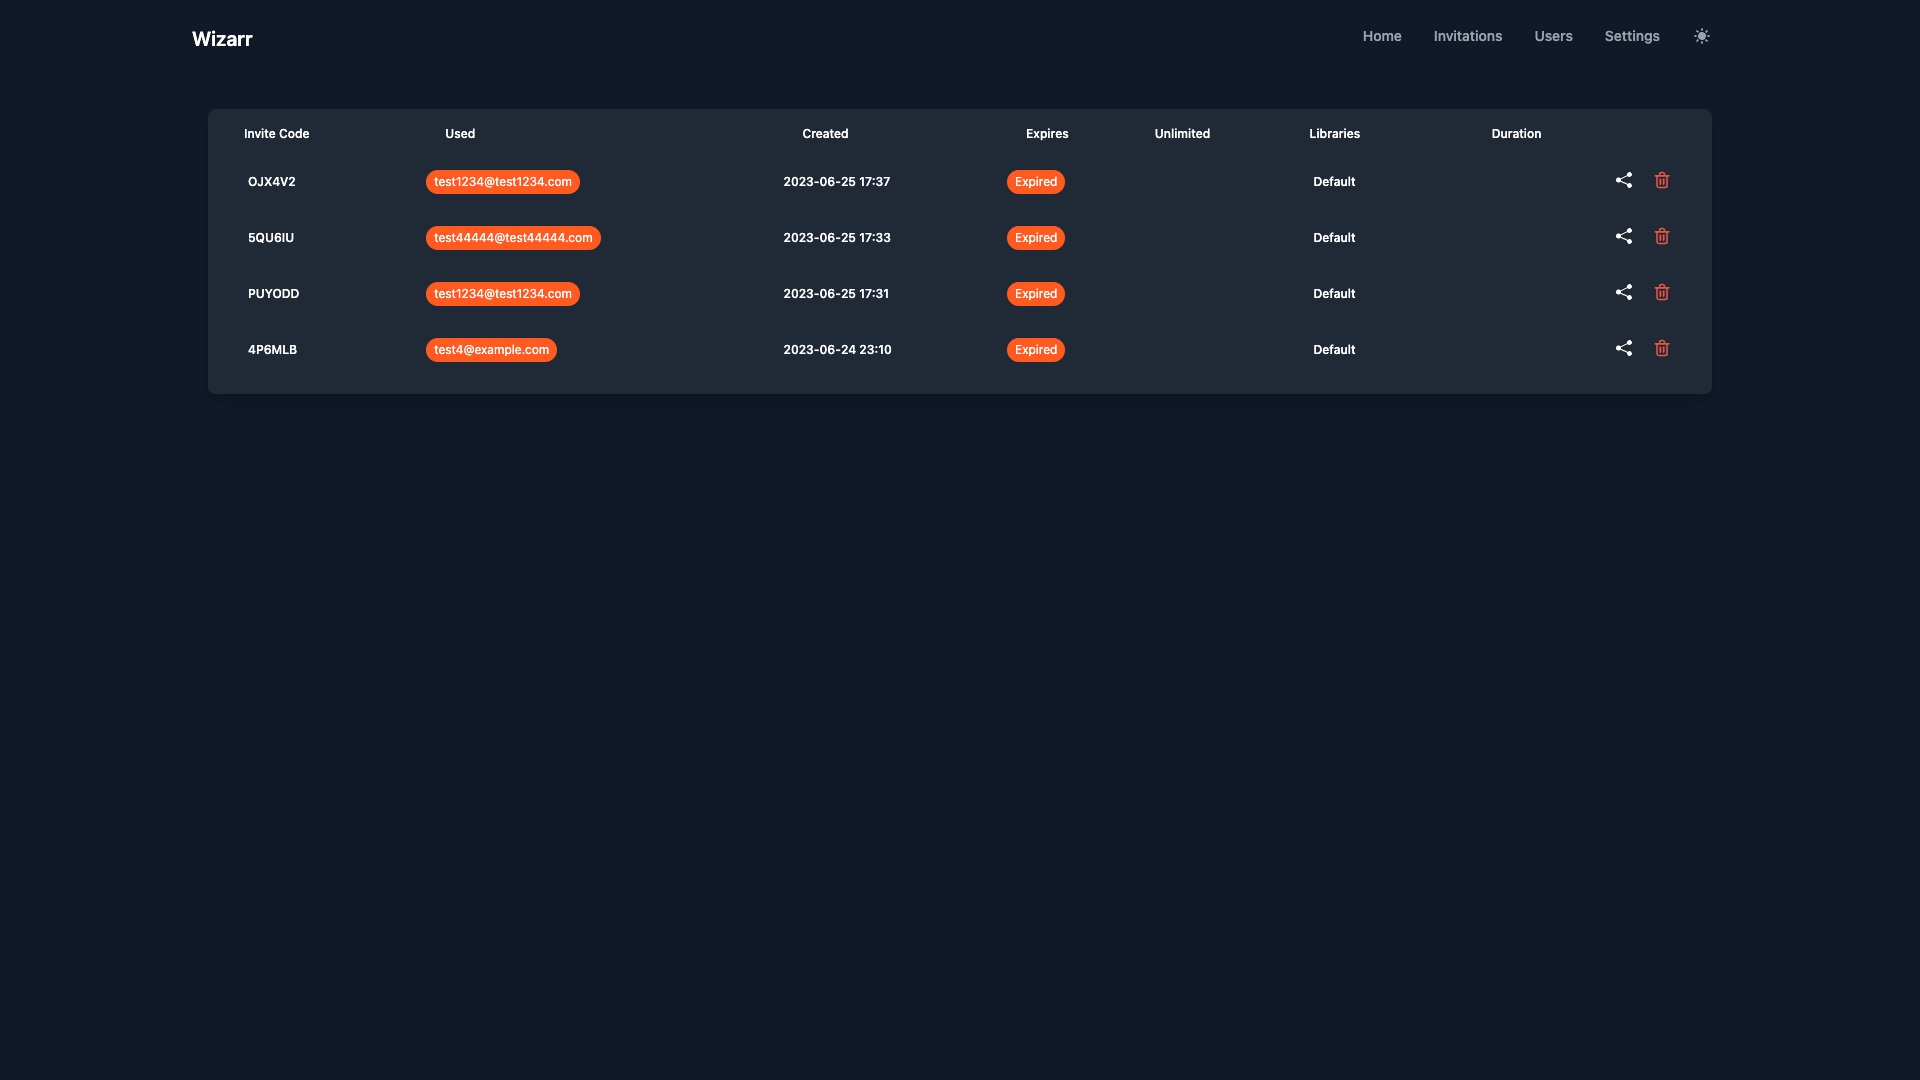 Wizarr
Home Invitations Users Settings
Invite Code Used Created Expires Unlimited Libraries Duration
OJX4V2 test1234@test1234.com 2023-06-25 17:37 Expired Default
5QU6IU test44444@test44444.com 2023-06-25 17:33 Expired Default
PUYODD test1234@test1234.com 2023-06-25 17:31 Expired Default
4P6MLB test4@example.com 2023-06-24 23:10 Expired Default